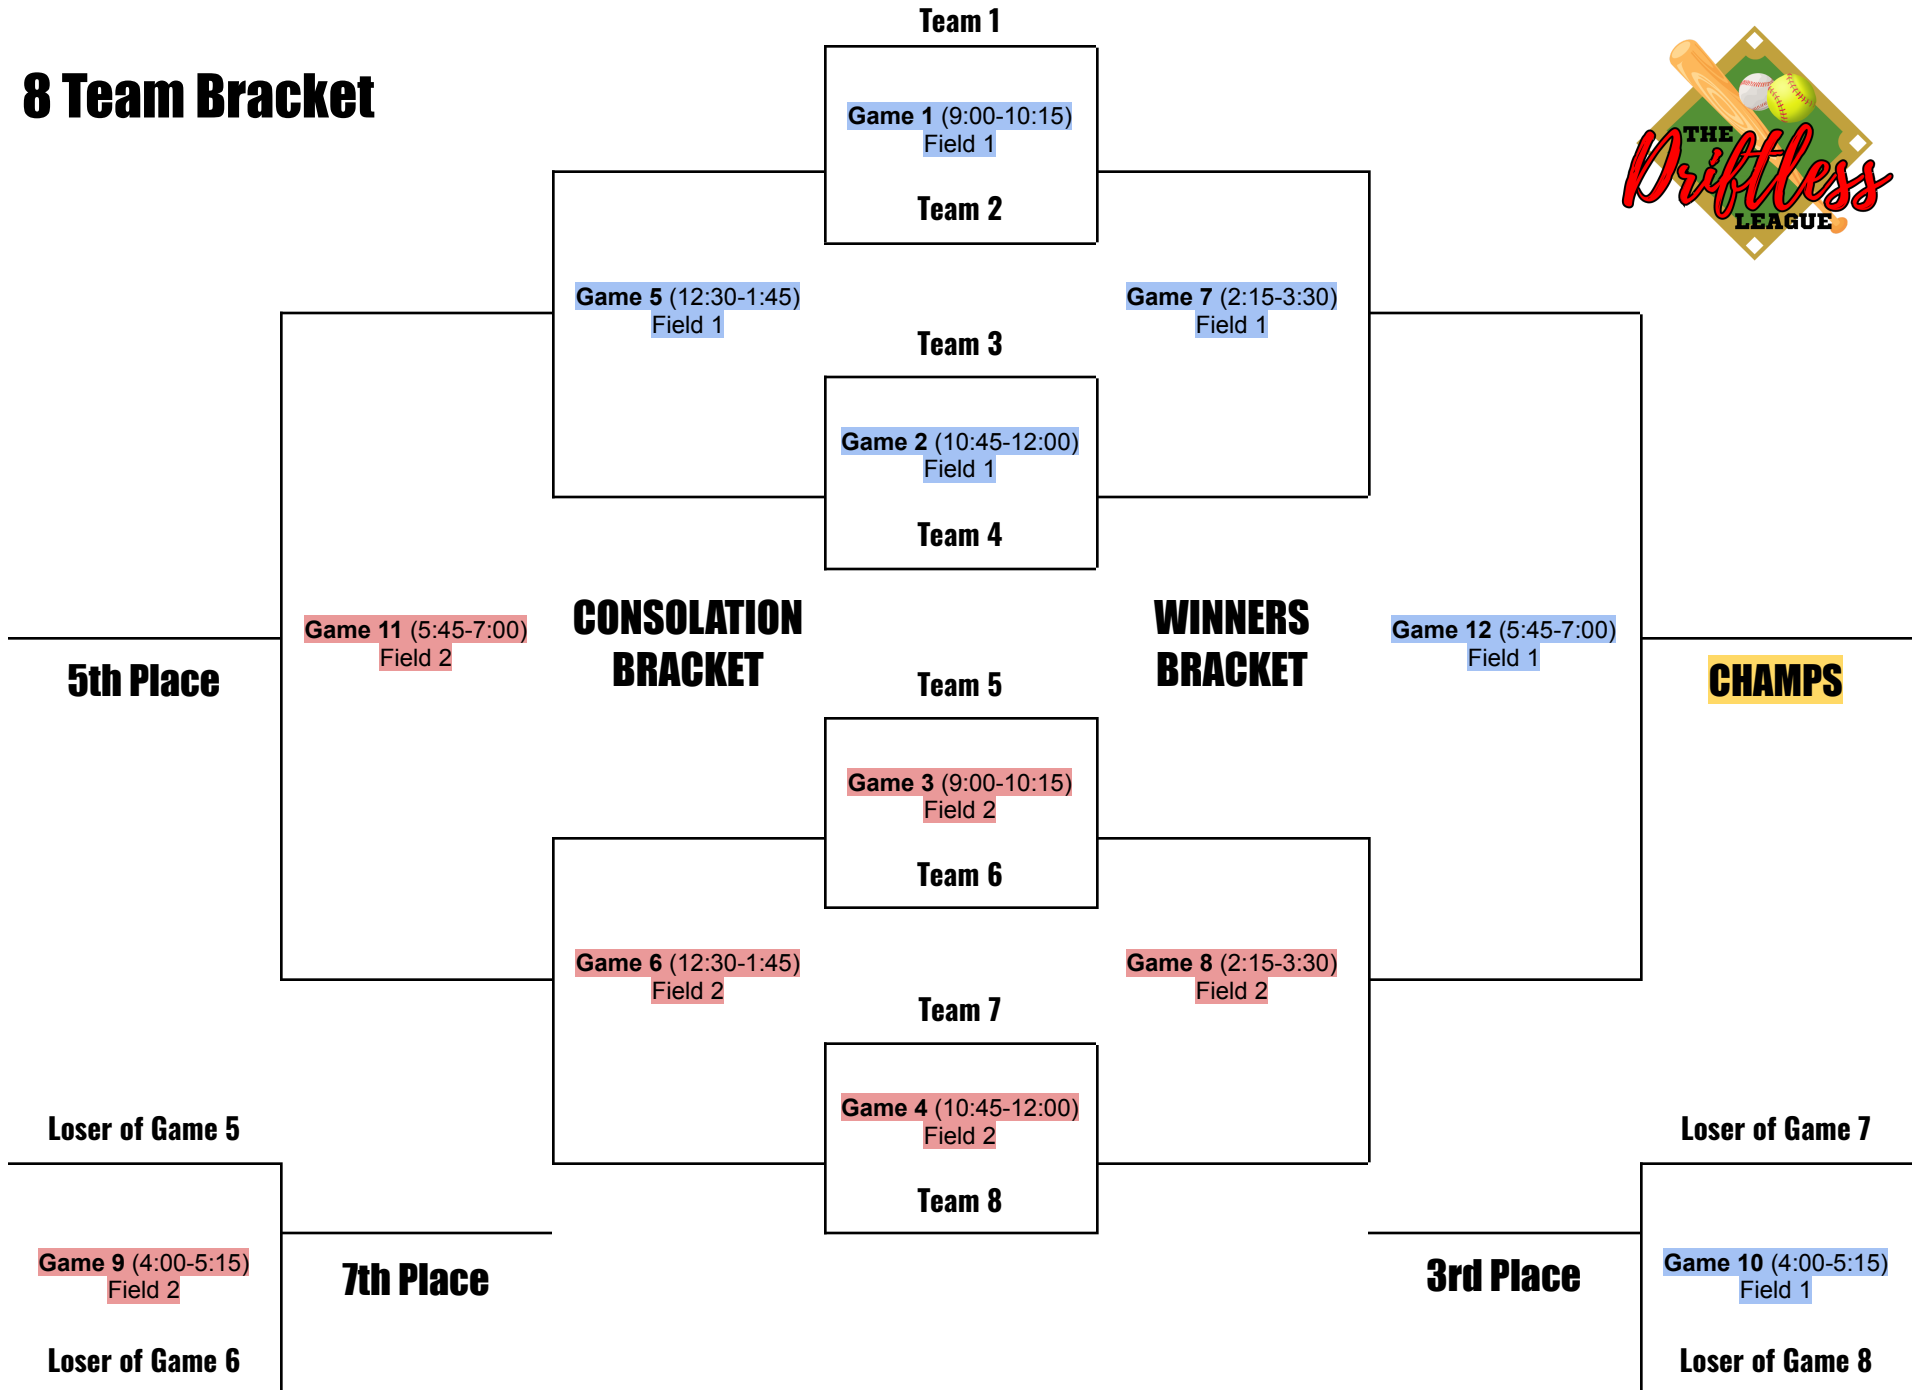 Team 1
8 Team Bracket
Game 1 (9:00-10:15)
Field 1
THE
Driftless
LEAGUE
Team 2
Game 5 (12:30-1:45)
Field 1
Game 7 (2:15-3:30)
Field 1
Team 3
Game 2 (10:45-12:00)
Field 1
Team 4
CONSOLATION
BRACKET
WINNERS
BRACKET
Game 11 (5:45-7:00)
Field 2
Game 12 (5:45-7:00)
Field 1
5th Place
Team 5
CHAMPS
Game 3 (9:00-10:15)
Field 2
Team 6
Game 6 (12:30-1:45)
Field 2
Game 8 (2:15-3:30)
Field 2
Team 7
Game 4 (10:45-12:00)
Field 2
Loser of Game 5
Loser of Game 7
Team 8
Game 9 (4:00-5:15)
Field 2
7th Place
3rd Place
Game 10 (4:00-5:15)
Field 1
Loser of Game 6
Loser of Game 8